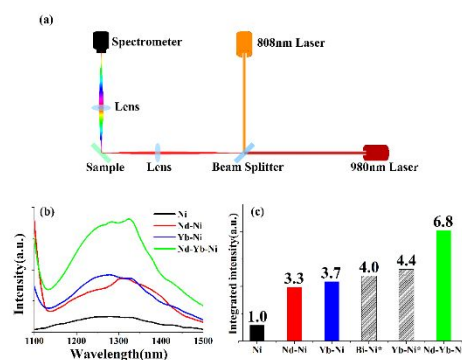 (a)
Spectrometer
808nm Laser
Lens
Sample
Lens
Beam Splitter
980nm Laser
(b)
Ni
Nd-Ni
Yb-Ni
Nd-Yb-Ni
Intensity(a.u.)
1100 1200 1300 1400 1500
Wavelength(nm)
(c)
Integrated intensity(a.u.)
1.0
3.3
3.7
4.0
4.4
6.8
Ni Nd-Ni Yb-Ni Bi-Ni* Yb-Ni* Nd-Yb-N